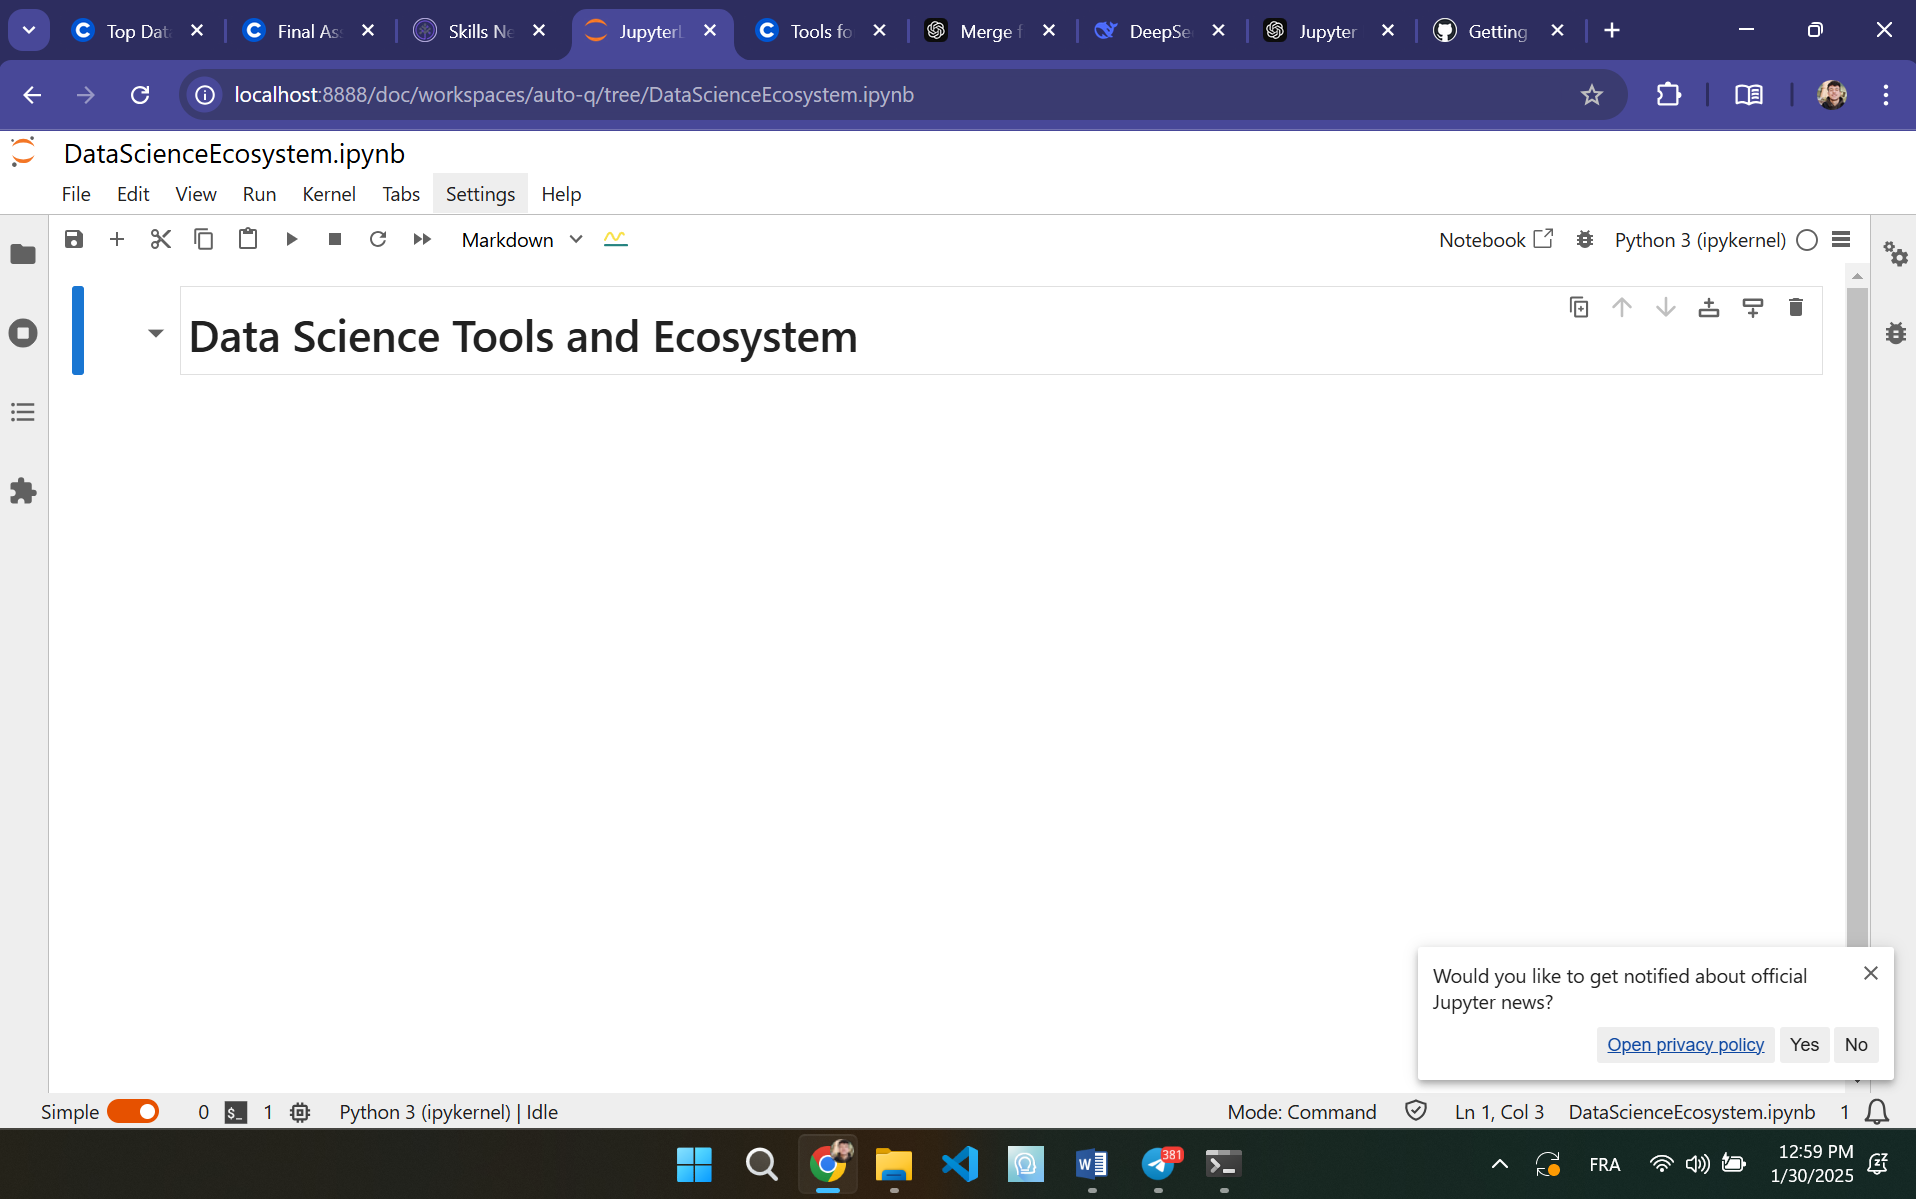 Top Data
Final Ass
Skills Ne
JupyterL
Tools fo
Merge f
DeepSe
Jupyter
Getting
localhost:8888/doc/workspaces/auto-q/tree/DataScienceEcosystem.ipynb
DataScienceEcosystem.ipynb
File Edit View Run Kernel Tabs Settings Help
Markdown
Notebook
Python 3 (ipykernel)
Data Science Tools and Ecosystem
Would you like to get notified about official
Jupyter news?
Open privacy policy Yes No
Simple 0 $_ 1 Python 3 (ipykernel) | Idle
Mode: Command Ln 1, Col 3 DataScienceEcosystem.ipynb 1
W
381
FRA
12:59 PM
1/30/2025